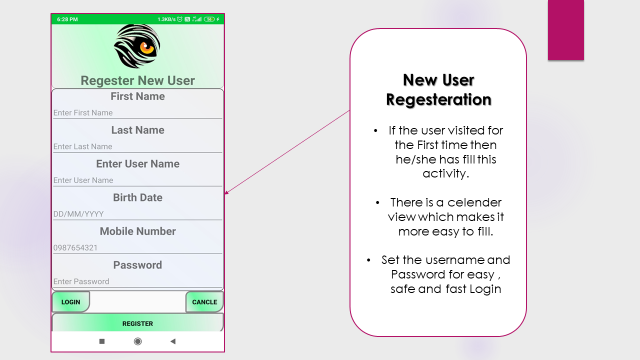 6:28 PM 1.3KB/s
Regester New User
First Name
Enter First Name
Last Name
Enter Last Name
Enter User Name
Enter User Name
Birth Date
DD/MM/YYYY
Mobile Number
0987654321
Password
Enter Password
LOGIN
CANCLE
REGISTER
New User
Regesteration
• If the user visited for
the First time then
he/she has fill this
activity.
• There is a celender
view which makes it
more easy to fill.
• Set the username and
Password for easy ,
safe and fast Login